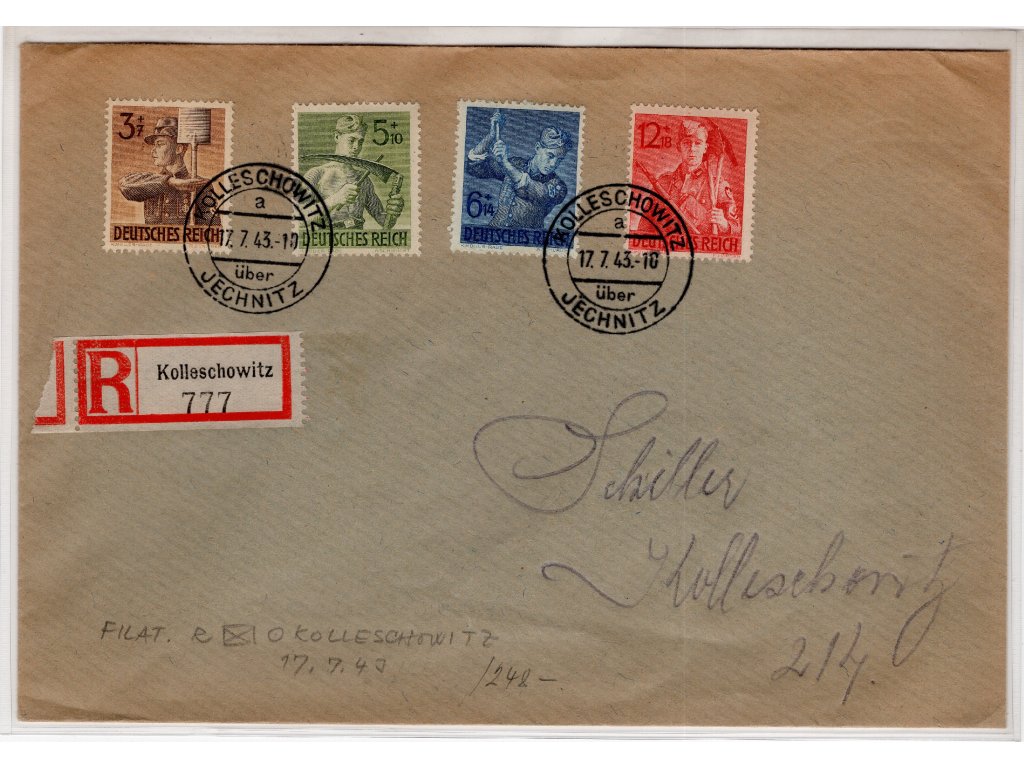 3+7
DEUTSCHES REICH
5+10
DEUTSCHES REICH
6+14
DEUTSCHES REICH
12+18
DEUTSCHES REICH
KOLLESCHOWITZ
a
17.7.43.-10
über
JECHNITZ
KOLLESCHOWITZ
a
17.7.43.-10
über
JECHNITZ
R Kolleschowitz
777
Schiller
Kolleschowitz
214.
FILAT. R O KOLLESCHOWITZ
17.7.43
/248-